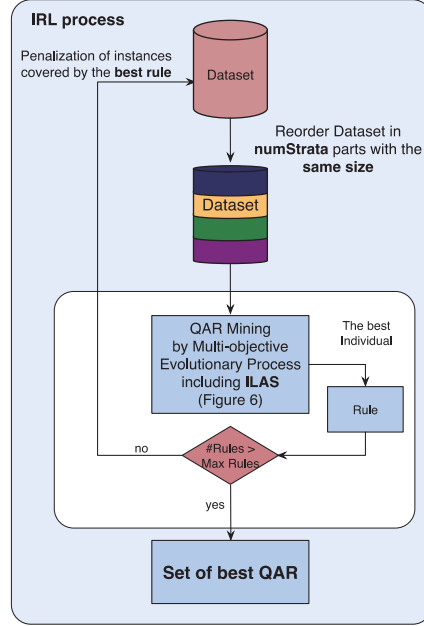 IRL process
Penalization of instances
covered by the best rule
Dataset
Reorder Dataset in
numStrata parts with the
same size
Dataset
QAR Mining
by Multi-objective
Evolutionary Process
including ILAS
(Figure 6)
The best
Individual
Rule
no
#Rules >
Max Rules
yes
Set of best QAR